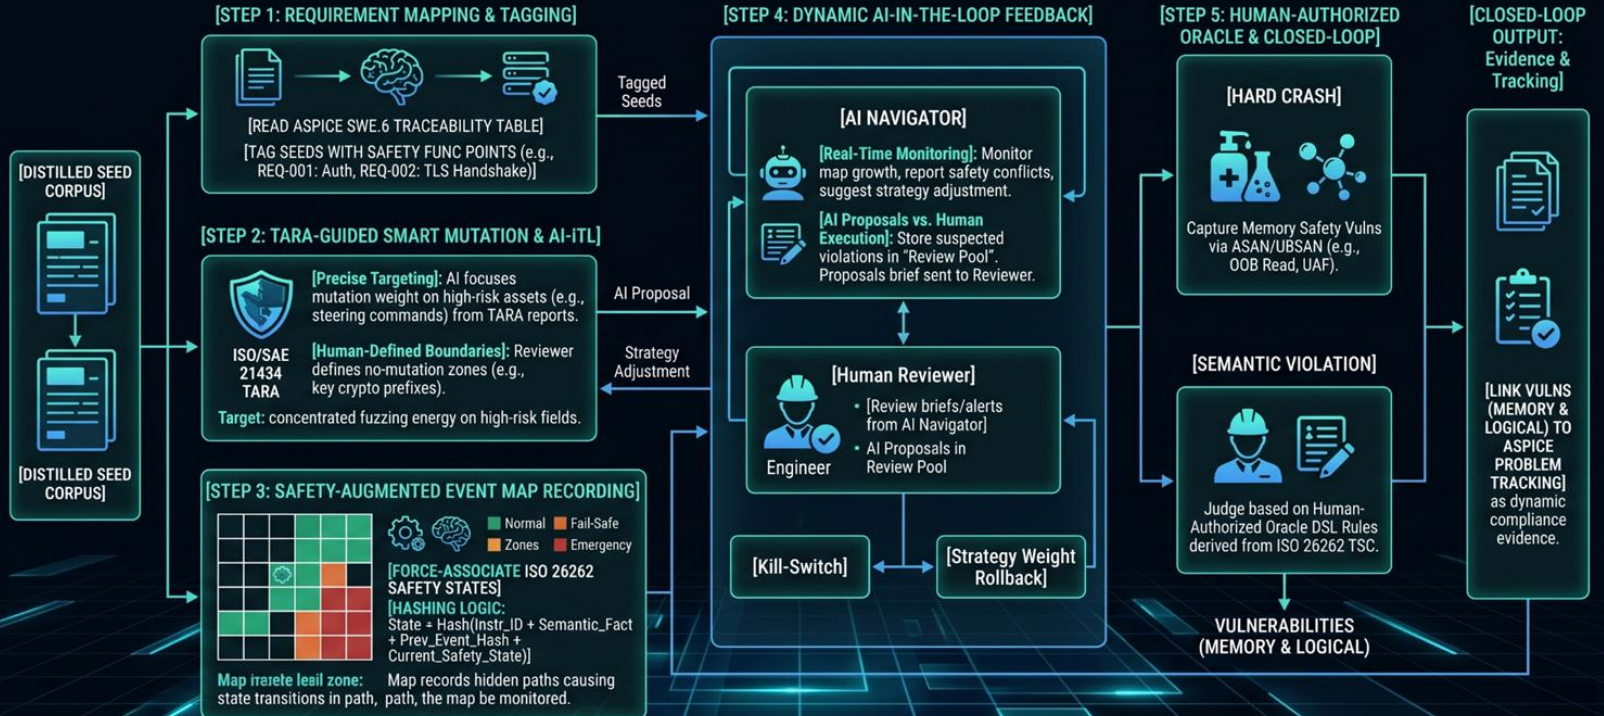 [DISTILLED SEED
CORPUS]
[DISTILLED SEED
CORPUS]
[STEP 1: REQUIREMENT MAPPING & TAGGING]
[READ ASPICE SWE.6 TRACEABILITY TABLE]
[TAG SEEDS WITH SAFETY FUNC POINTS (e.g.,
REQ-001: Auth, REQ-002: TLS Handshake)]
Tagged
Seeds
[STEP 2: TARA-GUIDED SMART MUTATION & AI-iTL]
ISO/SAE
21434
TARA
[Precise Targeting]: AI focuses
mutation weight on high-risk assets (e.g.,
steering commands) from TARA reports.
[Human-Defined Boundaries]: Reviewer
defines no-mutation zones (e.g.,
key crypto prefixes).
Target: concentrated fuzzing energy on high-risk fields.
AI Proposal
Strategy
Adjustment
[STEP 3: SAFETY-AUGMENTED EVENT MAP RECORDING]
Normal
Fail-Safe
Zones
Emergency
[FORCE-ASSOCIATE ISO 26262
SAFETY STATES]
[HASHING LOGIC:
State = Hash(Instr_ID + Semantic_Fact
+ Prev_Event_Hash +
Current_Safety_State)]
Map zone:
state transitions in path,
Map records hidden paths causing
path, the map be monitored.
[STEP 4: DYNAMIC AI-IN-THE-LOOP FEEDBACK]
[AI NAVIGATOR]
[Real-Time Monitoring]: Monitor
map growth, report safety conflicts,
suggest strategy adjustment.
[AI Proposals vs. Human
Execution]: Store suspected
violations in “Review Pool”.
Proposals brief sent to Reviewer.
[Human Reviewer]
Engineer
• [Review briefs/alerts
from AI Navigator]
• AI Proposals in
Review Pool
[Kill-Switch]
[Strategy Weight
Rollback]
[STEP 5: HUMAN-AUTHORIZED
ORACLE & CLOSED-LOOP]
[HARD CRASH]
Capture Memory Safety Vulns
via ASAN/UBSAN (e.g.,
OOB Read, UAF).
[SEMANTIC VIOLATION]
Judge based on Human-
Authorized Oracle DSL Rules
derived from ISO 26262 TSC.
VULNERABILITIES
(MEMORY & LOGICAL)
[CLOSED-LOOP
OUTPUT:
Evidence &
Tracking]
[LINK VULNS
(MEMORY &
LOGICAL) TO
ASPICE
PROBLEM
TRACKING]
as dynamic
compliance
evidence.